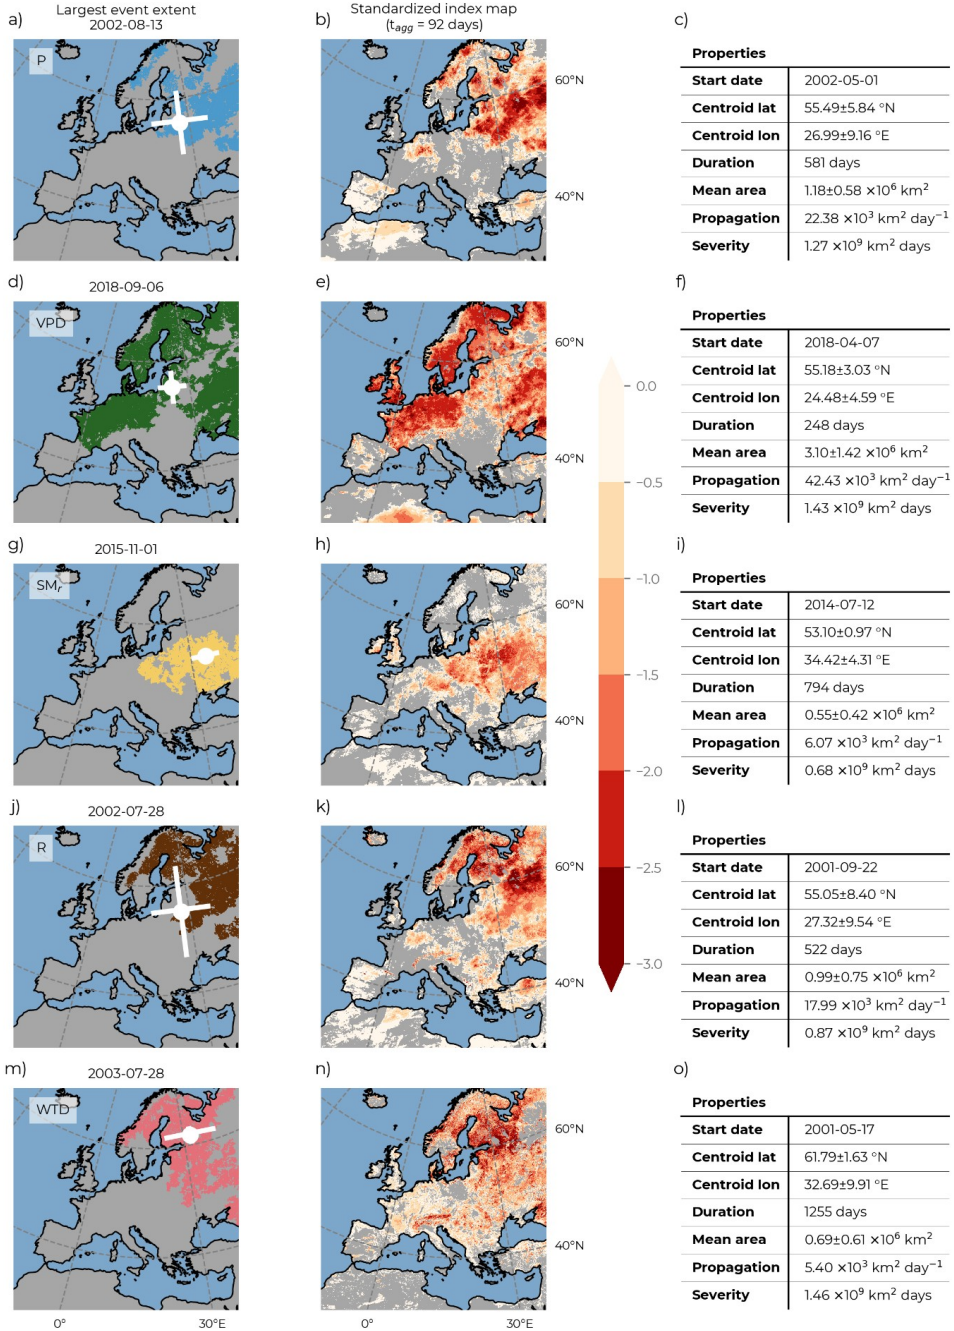 a) Largest event extent
2002-08-13
b) Standardized index map
(t_agg = 92 days)
c)
P
60°N
40°N
Properties
Start date 2002-05-01
Centroid lat 55.49±5.84 °N
Centroid lon 26.99±9.16 °E
Duration 581 days
Mean area 1.18±0.58 ×10⁶ km²
Propagation 22.38 ×10³ km² day⁻¹
Severity 1.27 ×10⁹ km² days
d) 2018-09-06
e)
f)
VPD
60°N
40°N
Properties
Start date 2018-04-07
Centroid lat 55.18±3.03 °N
Centroid lon 24.48±4.59 °E
Duration 248 days
Mean area 3.10±1.42 ×10⁶ km²
Propagation 42.43 ×10³ km² day⁻¹
Severity 1.43 ×10⁹ km² days
0.0
−0.5
−1.0
−1.5
−2.0
−2.5
−3.0
g) 2015-11-01
h)
i)
SMr
60°N
40°N
Properties
Start date 2014-07-12
Centroid lat 53.10±0.97 °N
Centroid lon 34.42±4.31 °E
Duration 794 days
Mean area 0.55±0.42 ×10⁶ km²
Propagation 6.07 ×10³ km² day⁻¹
Severity 0.68 ×10⁹ km² days
j) 2002-07-28
k)
l)
R
60°N
40°N
Properties
Start date 2001-09-22
Centroid lat 55.05±8.40 °N
Centroid lon 27.32±9.54 °E
Duration 522 days
Mean area 0.99±0.75 ×10⁶ km²
Propagation 17.99 ×10³ km² day⁻¹
Severity 0.87 ×10⁹ km² days
m) 2003-07-28
n)
o)
WTD
60°N
40°N
Properties
Start date 2001-05-17
Centroid lat 61.79±1.63 °N
Centroid lon 32.69±9.91 °E
Duration 1255 days
Mean area 0.69±0.61 ×10⁶ km²
Propagation 5.40 ×10³ km² day⁻¹
Severity 1.46 ×10⁹ km² days
0° 30°E 0° 30°E